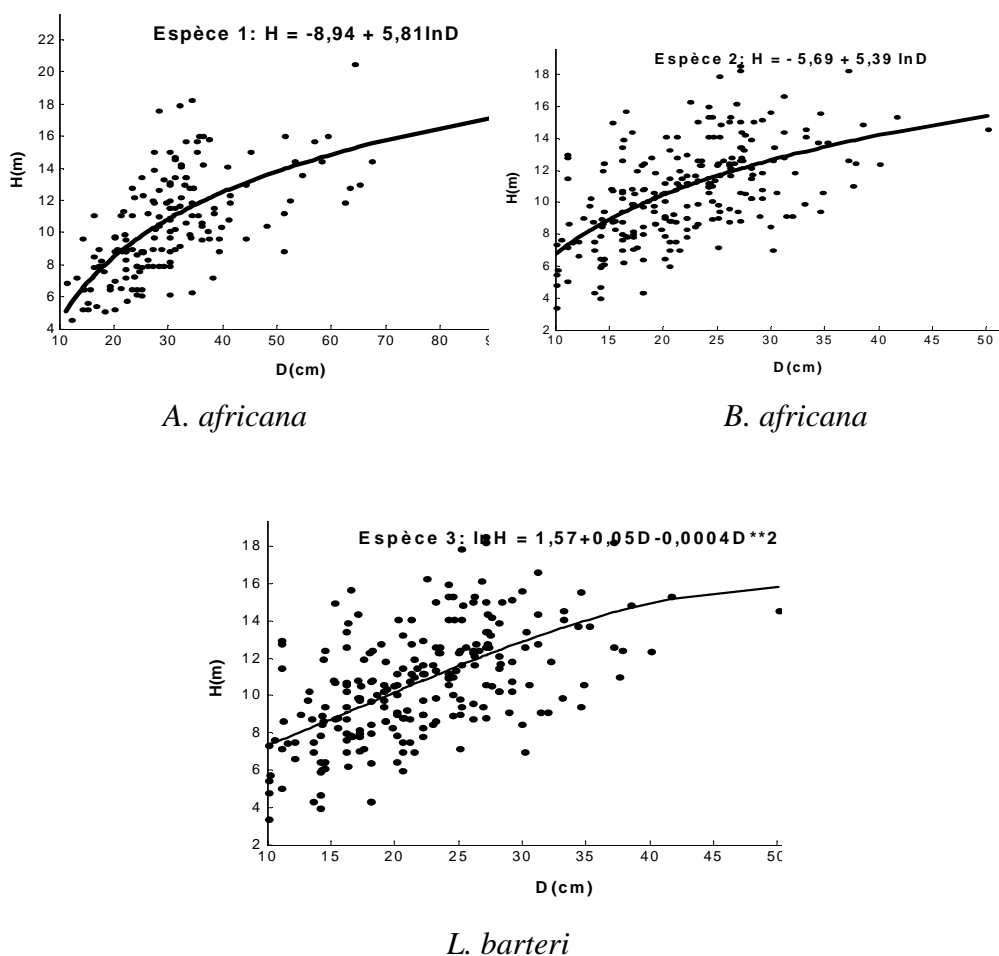 Espèce 1: H = -8,94 + 5,81lnD
22
20
18
16
14
12
10
8
6
4
H(m)
10 20 30 40 50 60 70 80 9
D(cm)
A. africana
Espèce 2: H = - 5,69 + 5,39 lnD
18
16
14
12
10
8
6
4
2
H(m)
10 15 20 25 30 35 40 45 50
D(cm)
B. africana
Espèce 3: lnH = 1,57+0,05D-0,0004D**2
18
16
14
12
10
8
6
4
2
H(m)
10 15 20 25 30 35 40 45 50
D(cm)
L. barteri